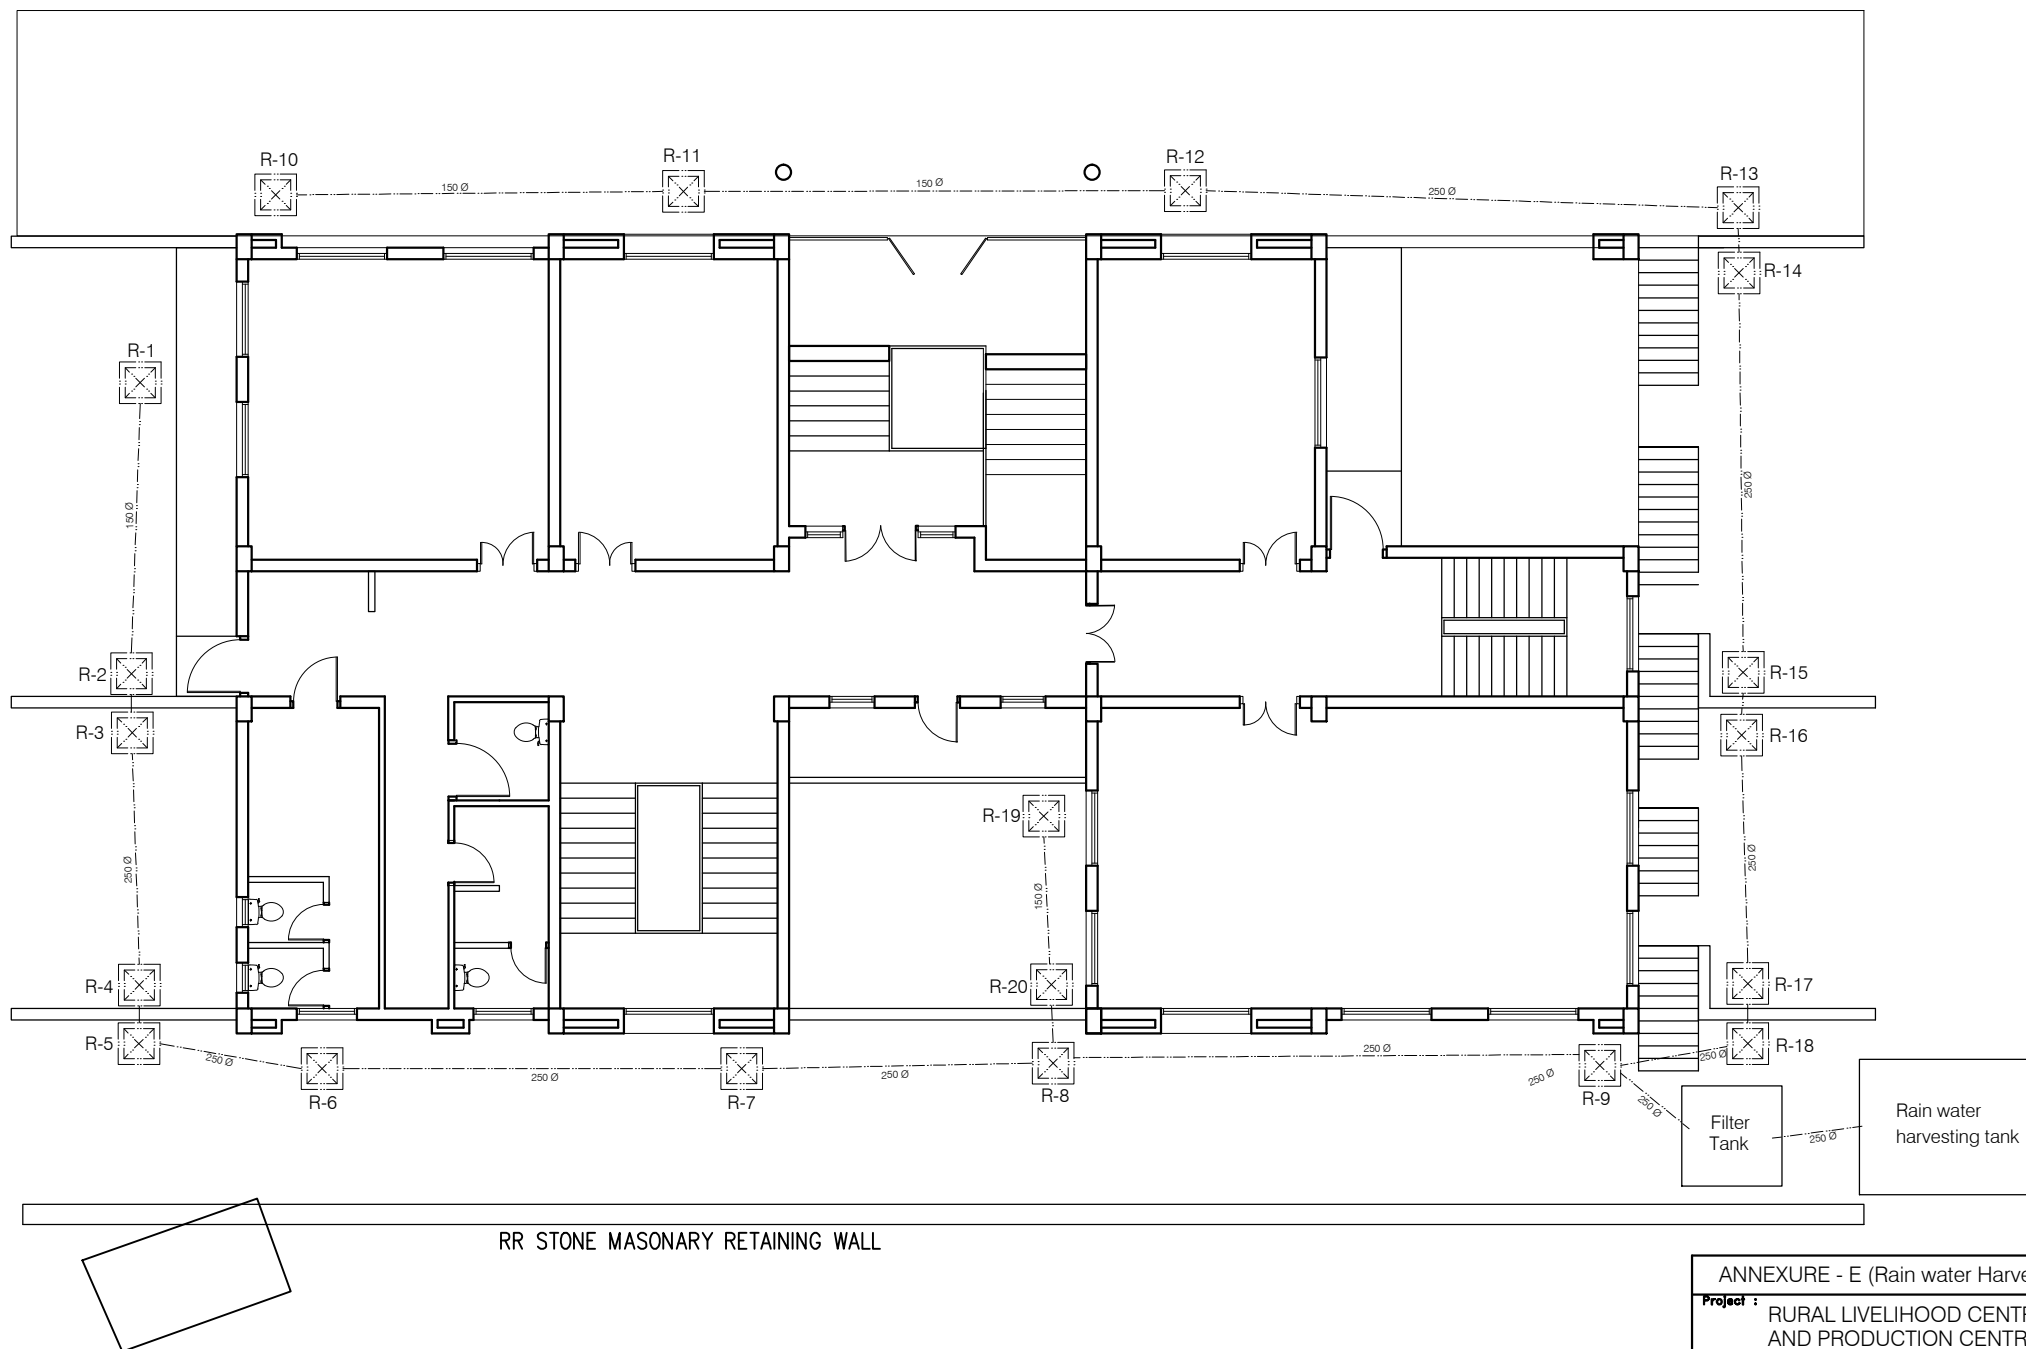 R-10
R-11
R-12
R-13
150 Ø
150 Ø
250 Ø
R-14
R-1
150 Ø
250 Ø
R-2
R-15
R-3
R-16
R-19
250 Ø
150 Ø
250 Ø
R-4
R-20
R-17
R-5
250 Ø
R-6
250 Ø
R-7
250 Ø
R-8
250 Ø
250 Ø
R-9
250 Ø
R-18
250 Ø
Filter
Tank
250 Ø
Rain water
harvesting tank
RR STONE MASONARY RETAINING WALL
ANNEXURE - E (Rain water Harve
Project :
RURAL LIVELIHOOD CENTR
AND PRODUCTION CENTR